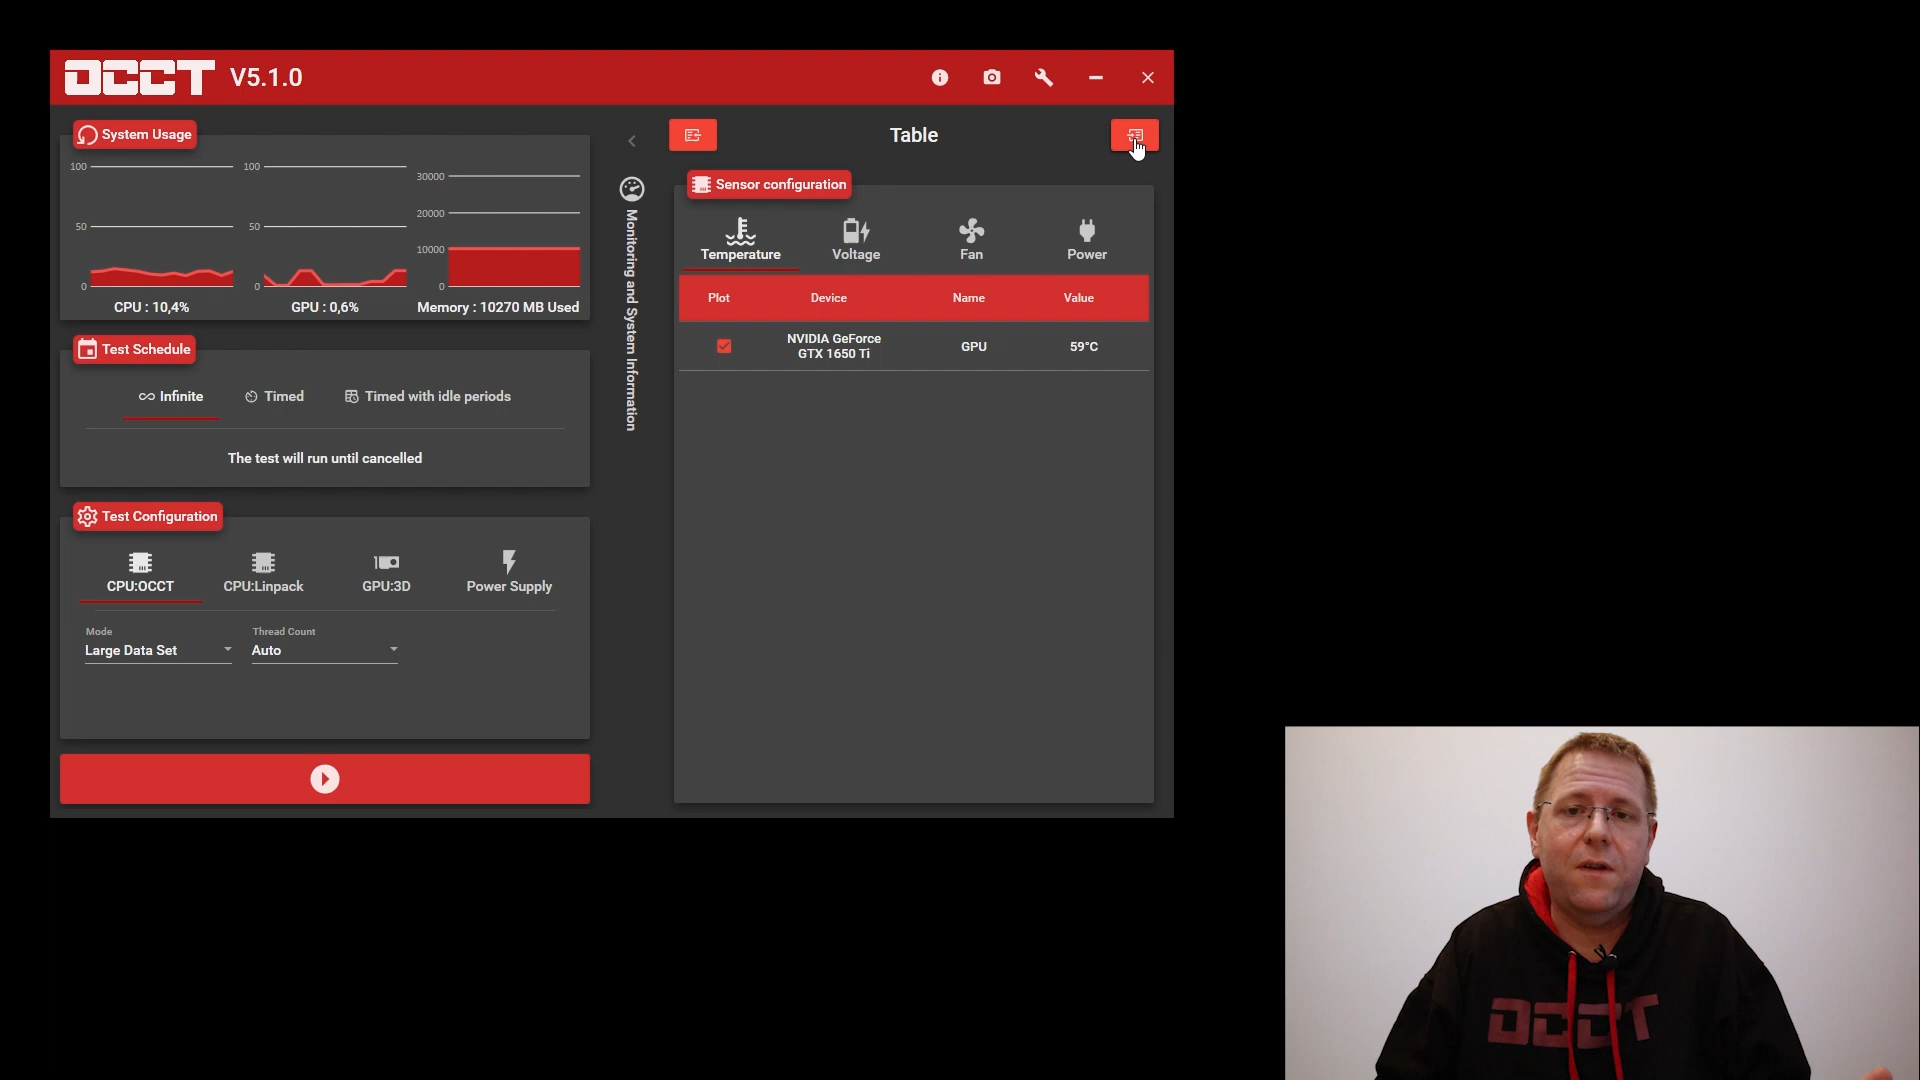 OCCT V5.1.0
System Usage
100
50
0
CPU : 10,4%
100
50
0
GPU : 0,6%
30000
20000
10000
0
Memory : 10270 MB Used
Test Schedule
Infinite
Timed
Timed with idle periods
The test will run until cancelled
Test Configuration
CPU:OCCT
CPU:Linpack
GPU:3D
Power Supply
Mode
Large Data Set
Thread Count
Auto
Monitoring and System Information
Table
Sensor configuration
Temperature
Voltage
Fan
Power
Plot Device Name Value
NVIDIA GeForce
GTX 1650 Ti
GPU
59°C
OCCT